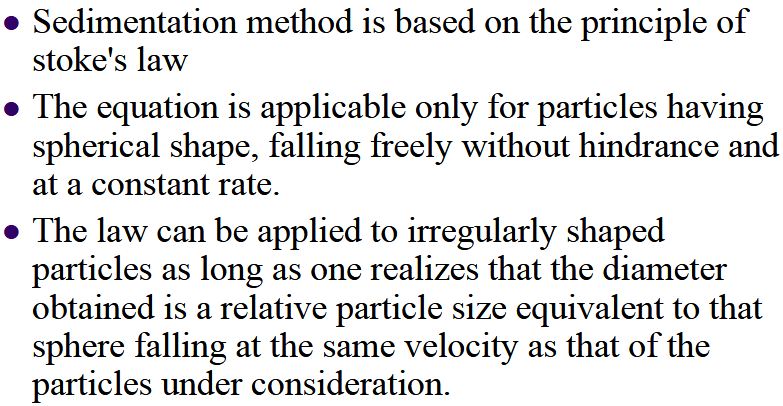 • Sedimentation method is based on the principle of
stoke's law
• The equation is applicable only for particles having
spherical shape, falling freely without hindrance and
at a constant rate.
• The law can be applied to irregularly shaped
particles as long as one realizes that the diameter
obtained is a relative particle size equivalent to that
sphere falling at the same velocity as that of the
particles under consideration.